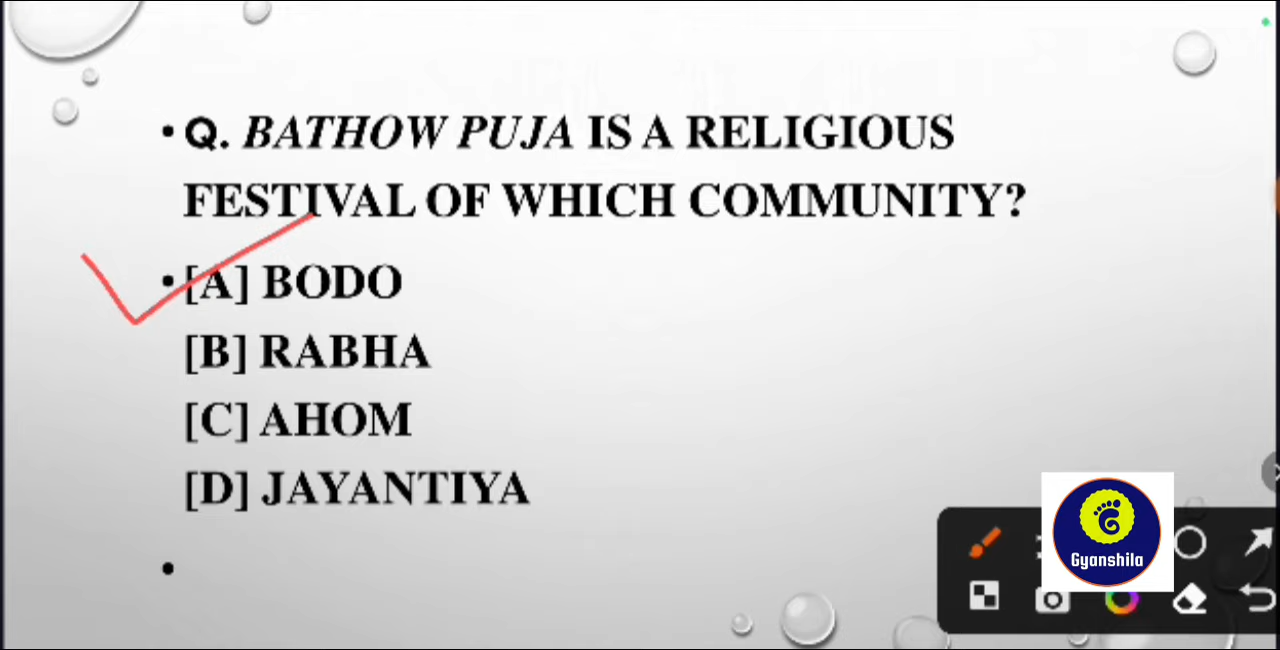 • Q. BATHOW PUJA IS A RELIGIOUS
FESTIVAL OF WHICH COMMUNITY?
• [A] BODO
[B] RABHA
[C] AHOM
[D] JAYANTIYA
•
Gyanshila